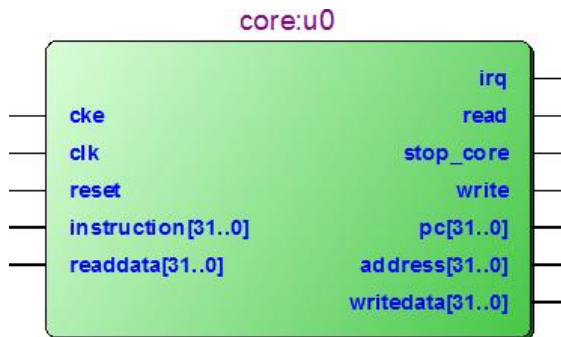 core:u0
irq
cke
read
clk
stop_core
reset
write
instruction[31..0]
pc[31..0]
readdata[31..0]
address[31..0]
writedata[31..0]